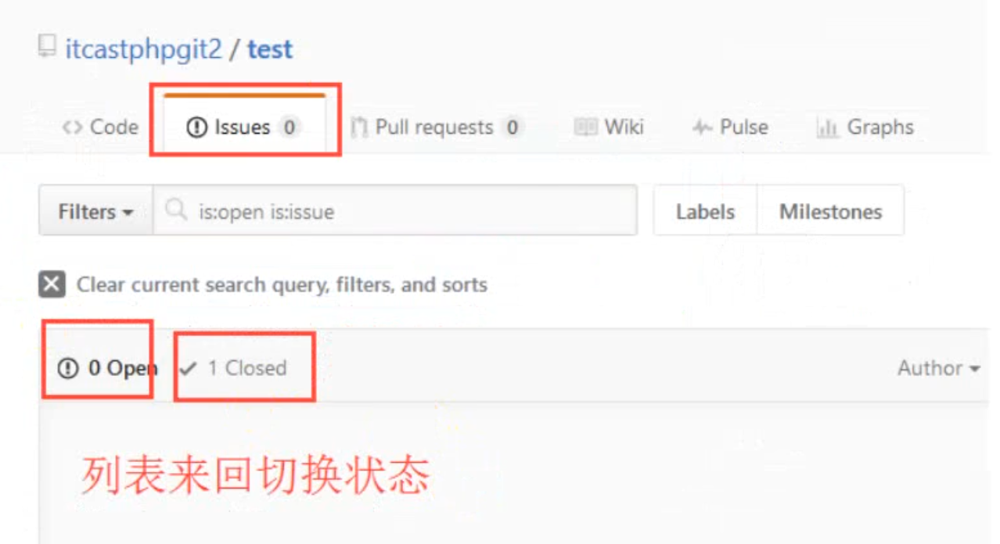 itcastphpgit2 / test
Code Issues 0 Pull requests 0 Wiki Pulse Graphs
Filters is:open is:issue Labels Milestones
Clear current search query, filters, and sorts
0 Open 1 Closed Author
列表来回切换状态